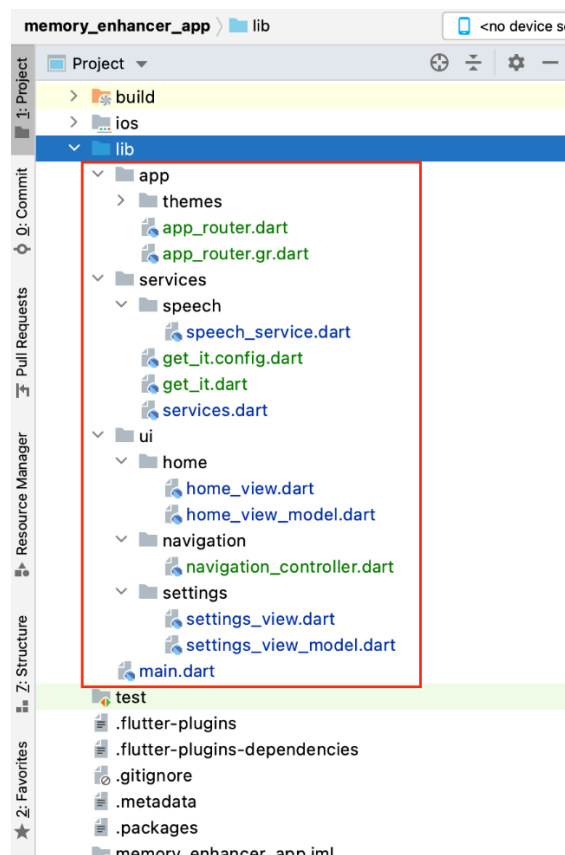 memory_enhancer_app lib <no device se
Project
build
ios
lib
app
themes
app_router.dart
app_router.gr.dart
services
speech
speech_service.dart
get_it.config.dart
get_it.dart
services.dart
ui
home
home_view.dart
home_view_model.dart
navigation
navigation_controller.dart
settings
settings_view.dart
settings_view_model.dart
main.dart
test
.flutter-plugins
.flutter-plugins-dependencies
.gitignore
.metadata
.packages
memory_enhancer_app.iml
1: Project
0: Commit
Pull Requests
Resource Manager
Z: Structure
2: Favorites